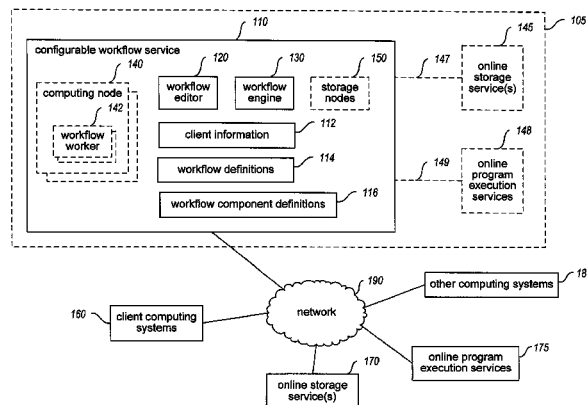 110
105
configurable workflow service
140
computing node
142
workflow
worker
120
workflow
editor
130
workflow
engine
150
storage
nodes
112
client information
114
workflow definitions
116
workflow component definitions
145
online
storage
service(s)
147
148
online
program
execution
services
149
190
network
160
client computing
systems
18
other computing systems
175
online program
execution services
170
online storage
service(s)